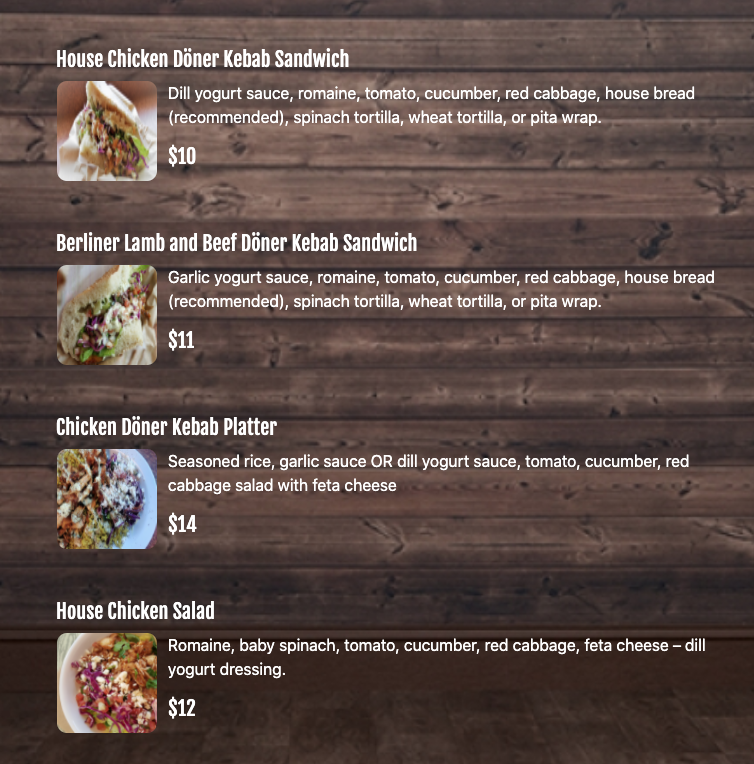 House Chicken Döner Kebab Sandwich
Dill yogurt sauce, romaine, tomato, cucumber, red cabbage, house bread
(recommended), spinach tortilla, wheat tortilla, or pita wrap.
$10
Berliner Lamb and Beef Döner Kebab Sandwich
Garlic yogurt sauce, romaine, tomato, cucumber, red cabbage, house bread
(recommended), spinach tortilla, wheat tortilla, or pita wrap.
$11
Chicken Döner Kebab Platter
Seasoned rice, garlic sauce OR dill yogurt sauce, tomato, cucumber, red
cabbage salad with feta cheese
$14
House Chicken Salad
Romaine, baby spinach, tomato, cucumber, red cabbage, feta cheese – dill
yogurt dressing.
$12